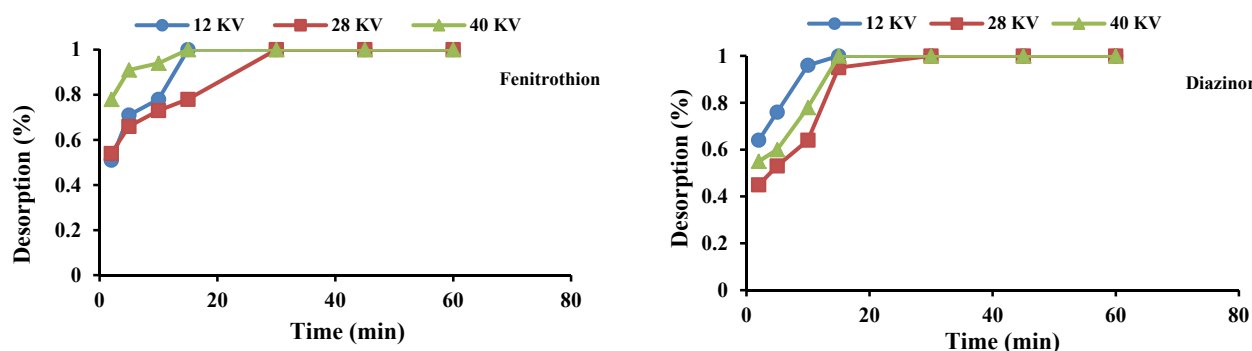 12 KV 28 KV 40 KV
1
0.8
0.6
0.4
0.2
0
Desorption (%)
Fenitrothion
0 20 40 60 80
Time (min)
12 KV 28 KV 40 KV
1
0.8
0.6
0.4
0.2
0
Desorption (%)
Diazinon
0 20 40 60 80
Time (min)